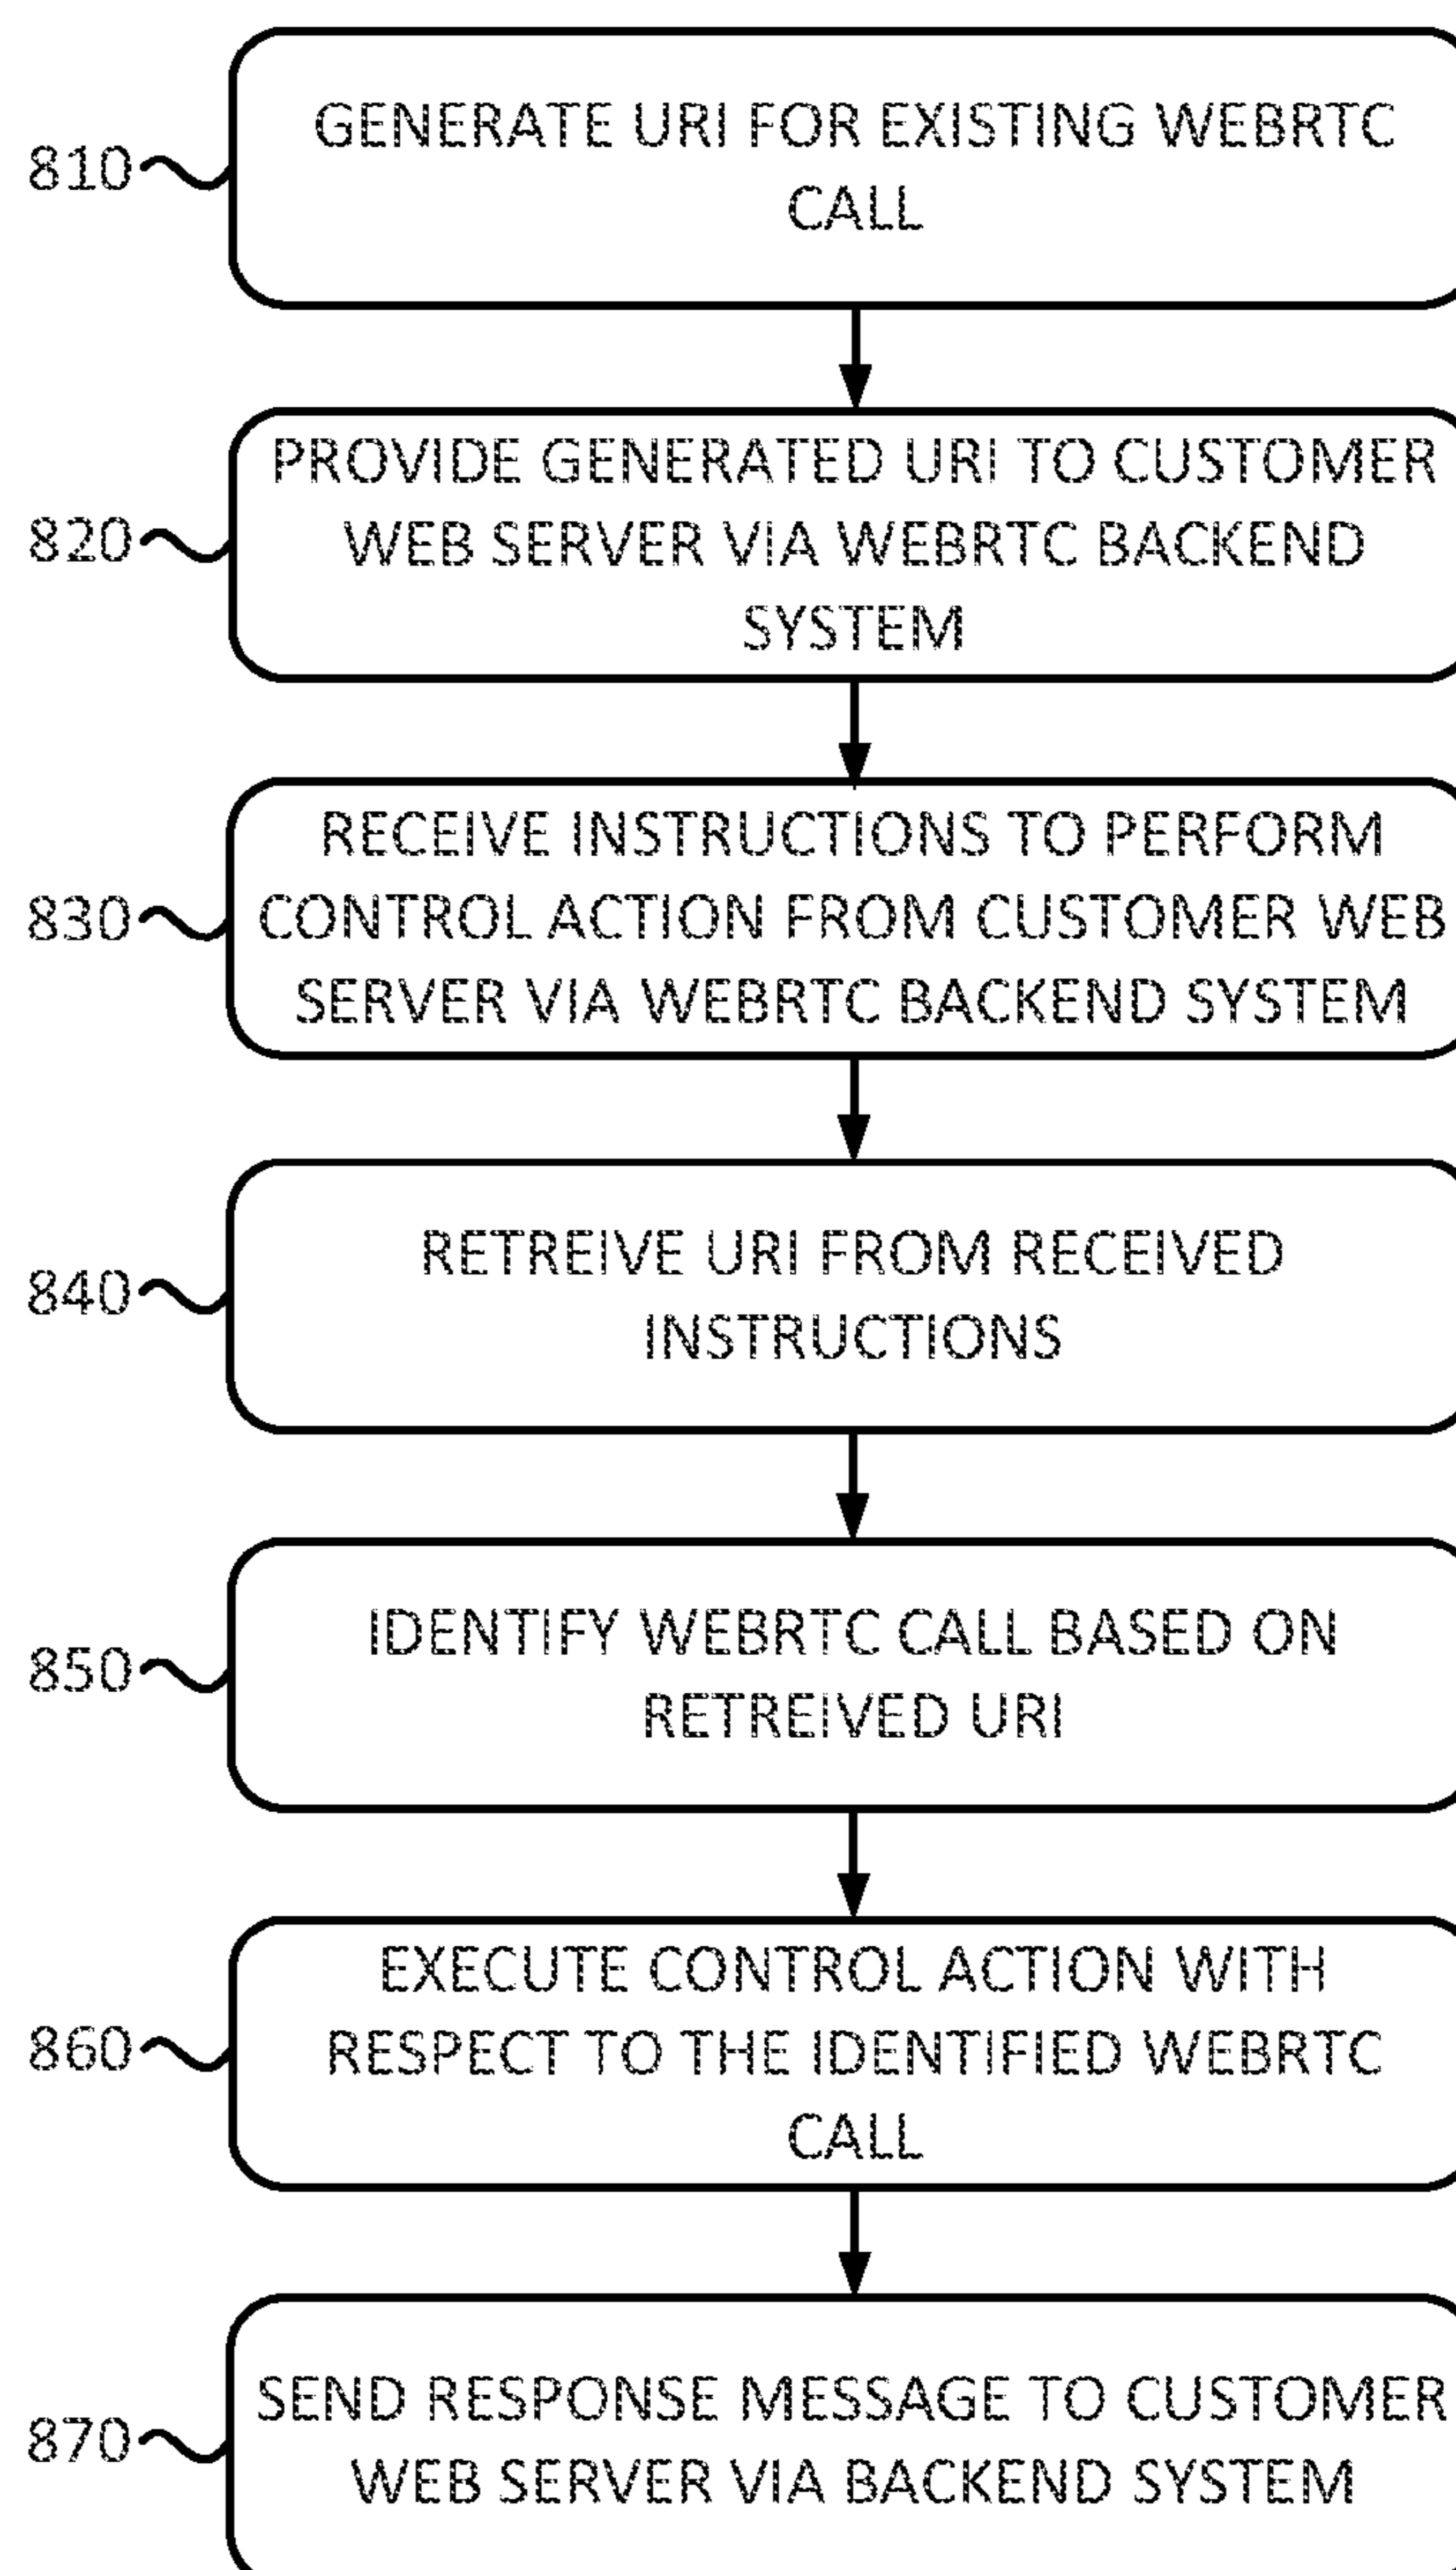 810
GENERATE URI FOR EXISTING WEBRTC
CALL
820
PROVIDE GENERATED URI TO CUSTOMER
WEB SERVER VIA WEBRTC BACKEND
SYSTEM
830
RECEIVE INSTRUCTIONS TO PERFORM
CONTROL ACTION FROM CUSTOMER WEB
SERVER VIA WEBRTC BACKEND SYSTEM
840
RETREIVE URI FROM RECEIVED
INSTRUCTIONS
850
IDENTIFY WEBRTC CALL BASED ON
RETREIVED URI
860
EXECUTE CONTROL ACTION WITH
RESPECT TO THE IDENTIFIED WEBRTC
CALL
870
SEND RESPONSE MESSAGE TO CUSTOMER
WEB SERVER VIA BACKEND SYSTEM